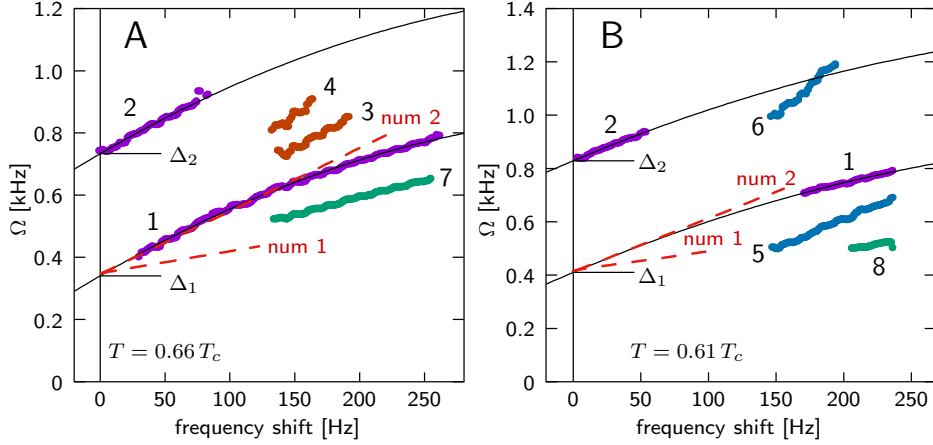 A
B
1.2
1.0
0.8
0.6
0.4
0.2
0
Ω [kHz]
2
4
3
num 2
Δ₂
1
7
num 1
Δ₁
T = 0.66 T_c
0 50 100 150 200 250
frequency shift [Hz]
1.4
1.2
1.0
0.8
0.6
0.4
0.2
0
Ω [kHz]
2
6
Δ₂
num 2
1
num 1
5
8
Δ₁
T = 0.61 T_c
0 50 100 150 200 250
frequency shift [Hz]